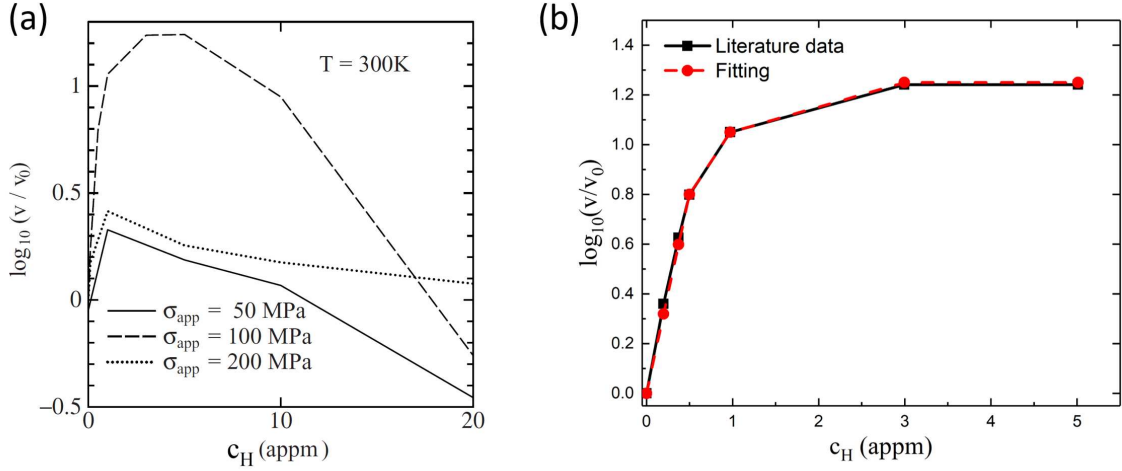 (a)
T = 300K
log₁₀ (v / v₀)
1
0.5
0
−0.5
σapp = 50 MPa
σapp = 100 MPa
σapp = 200 MPa
0 10 20
cH (appm)
(b)
Literature data
Fitting
log₁₀(v/v₀)
1.4
1.2
1.0
0.8
0.6
0.4
0.2
0.0
0 1 2 3 4 5
cH (appm)